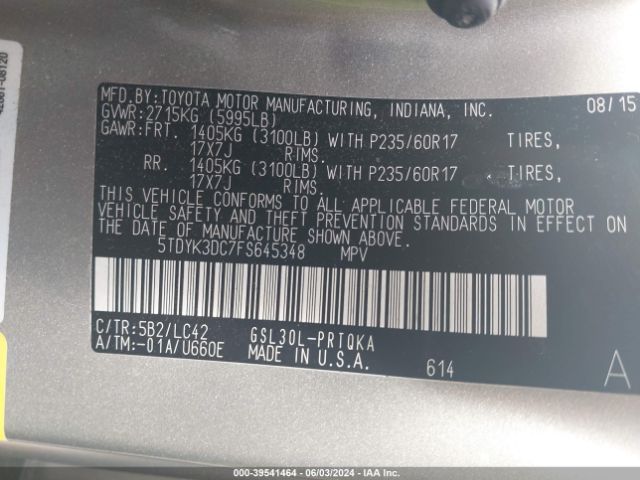 MFD.BY:TOYOTA MOTOR MANUFACTURING, INDIANA, INC. 08/15
GVWR:2715KG (5995LB)
GAWR:FRT. 1405KG (3100LB) WITH P235/60R17 TIRES,
17X7J RIMS.
RR. 1405KG (3100LB) WITH P235/60R17 TIRES,
17X7J RIMS.
THIS VEHICLE CONFORMS TO ALL APPLICABLE FEDERAL MOTOR
VEHICLE SAFETY AND THEFT PREVENTION STANDARDS IN EFFECT ON
THE DATE OF MANUFACTURE SHOWN ABOVE.
5TDYK3DC7FS645348 MPV
C/TR:5B2/LC42 GSL30L-PRTQKA
A/TM:-01A/U660E MADE IN U.S.A. 614 A
000-39541464 - 06/03/2024 - IAA Inc.